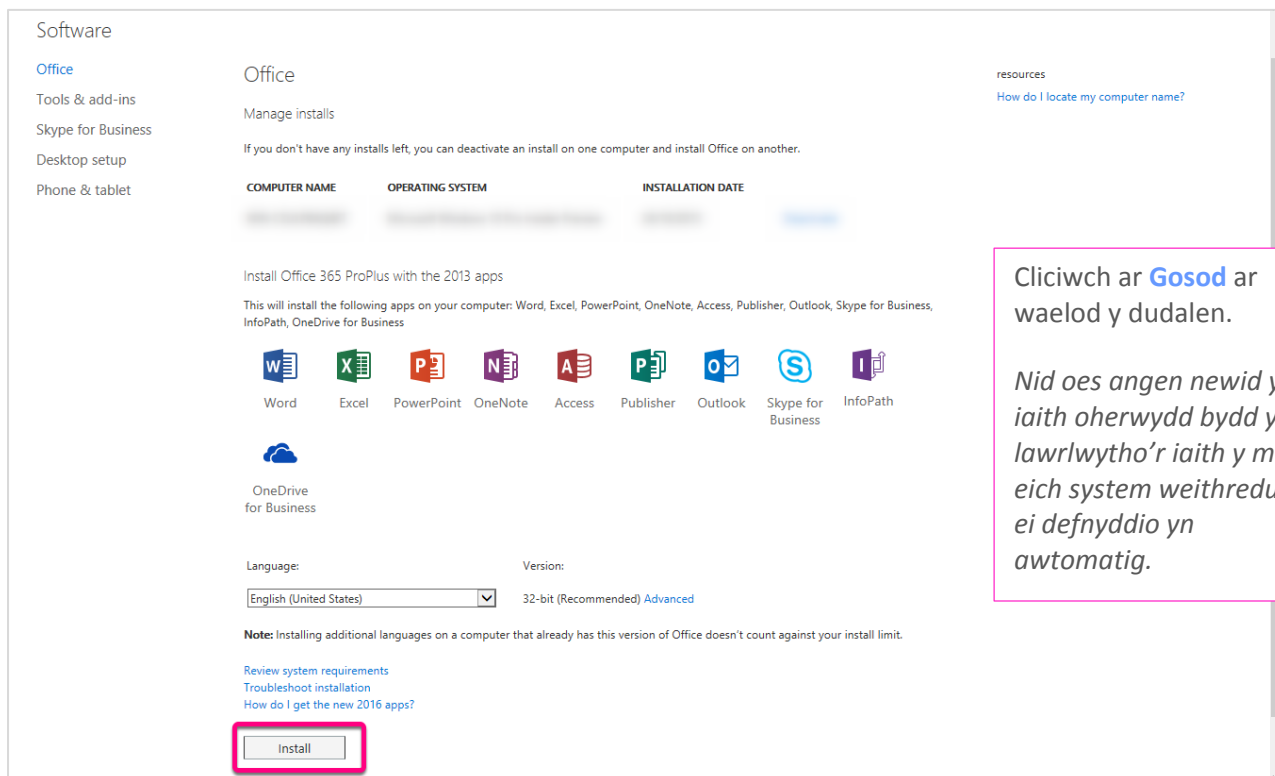 Software
Office
Tools & add-ins
Skype for Business
Desktop setup
Phone & tablet
Office
Manage installs
If you don't have any installs left, you can deactivate an install on one computer and install Office on another.
COMPUTER NAME OPERATING SYSTEM INSTALLATION DATE
Install Office 365 ProPlus with the 2013 apps
This will install the following apps on your computer: Word, Excel, PowerPoint, OneNote, Access, Publisher, Outlook, Skype for Business,
InfoPath, OneDrive for Business
Word Excel PowerPoint OneNote Access Publisher Outlook Skype for Business InfoPath
OneDrive
for Business
Language: Version:
English (United States) 32-bit (Recommended) Advanced
Note: Installing additional languages on a computer that already has this version of Office doesn't count against your install limit.
Review system requirements
Troubleshoot installation
How do I get the new 2016 apps?
Install
resources
How do I locate my computer name?
Cliciwch ar Gosod ar
waelod y dudalen.
Nid oes angen newid
iaith oherwydd bydd
lawrlwytho'r iaith y
eich system
ei defnyddio yn
awtomatig.